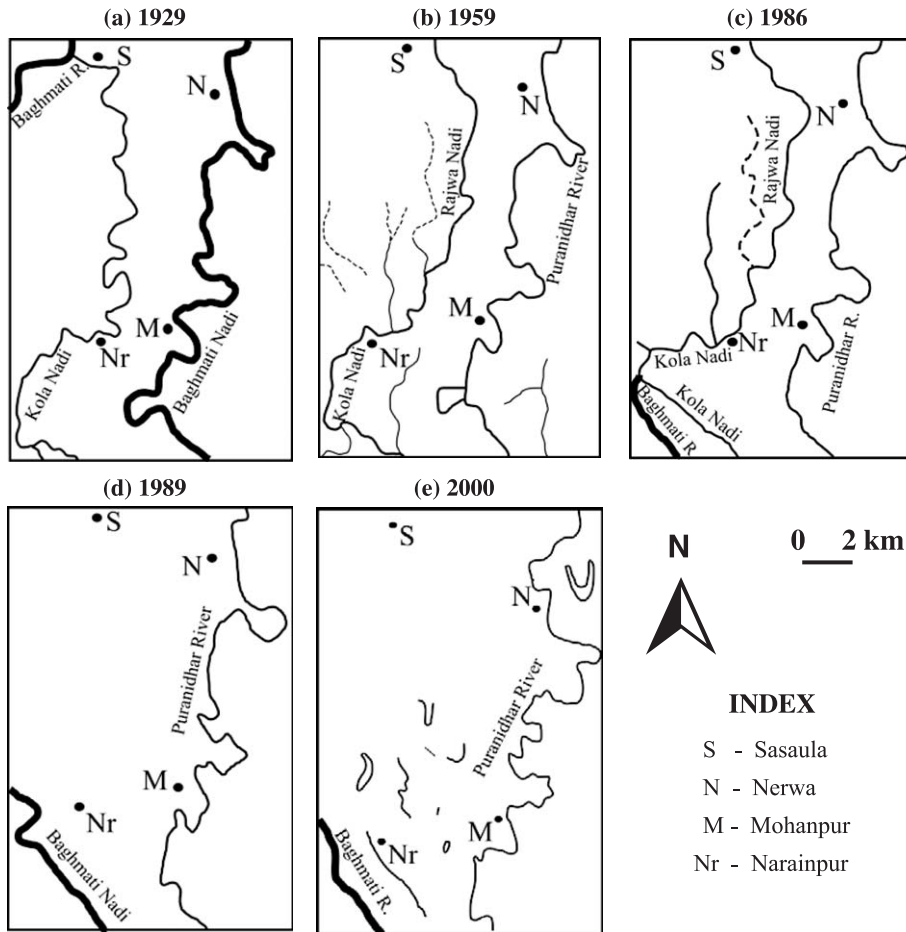 (a) 1929
S
Baghmati R.
N
M
Nr
Kola Nadi
Baghmati Nadi
(b) 1959
S
N
Rajwa Nadi
Puranidhar River
M
Nr
Kola Nadi
(c) 1986
S
N
Rajwa Nadi
M
Nr
Kola Nadi
Puranidhar R.
Kola Nadi
Baghmati R
(d) 1989
S
N
Puranidhar River
M
Nr
Baghmati Nadi
(e) 2000
S
N
Puranidhar River
M
Nr
Baghmati R.
N
0 2 km
INDEX
S - Sasaula
N - Nerwa
M - Mohanpur
Nr - Narainpur